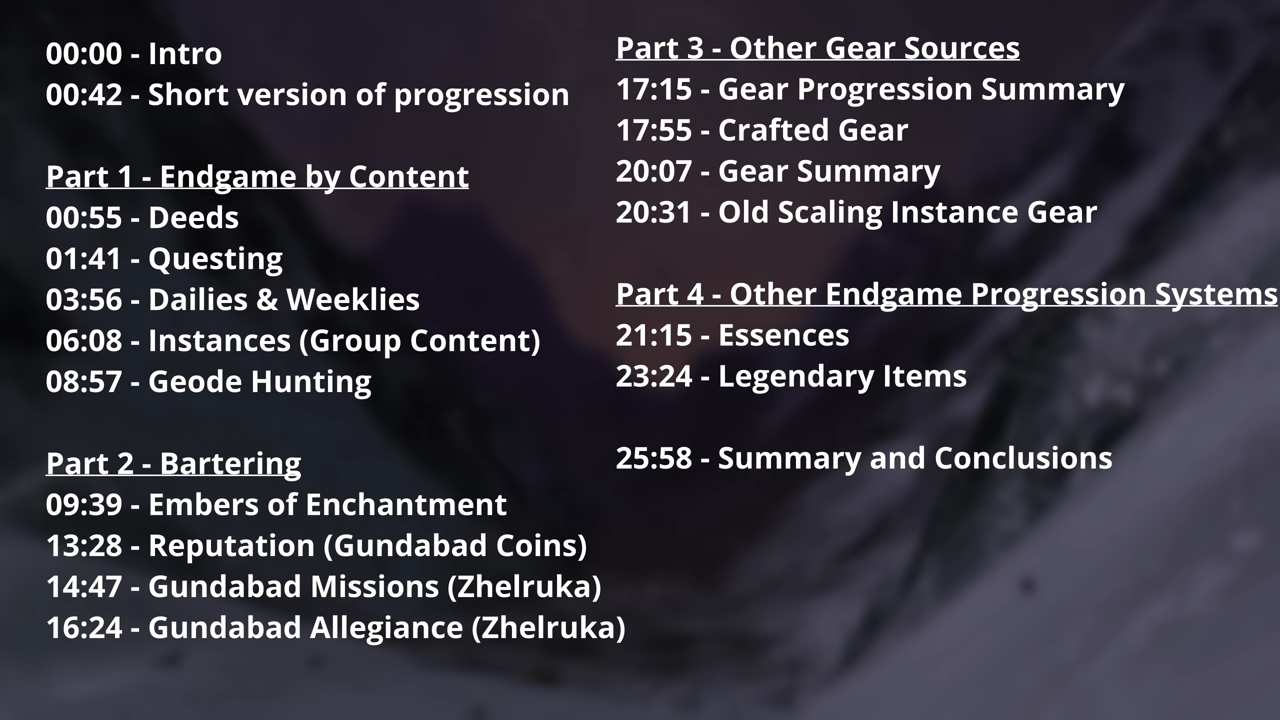 00:00 - Intro
00:42 - Short version of progression
Part 1 - Endgame by Content
00:55 - Deeds
01:41 - Questing
03:56 - Dailies & Weeklies
06:08 - Instances (Group Content)
08:57 - Geode Hunting
Part 2 - Bartering
09:39 - Embers of Enchantment
13:28 - Reputation (Gundabad Coins)
14:47 - Gundabad Missions (Zhelruka)
16:24 - Gundabad Allegiance (Zhelruka)
Part 3 - Other Gear Sources
17:15 - Gear Progression Summary
17:55 - Crafted Gear
20:07 - Gear Summary
20:31 - Old Scaling Instance Gear
Part 4 - Other Endgame Progression Systems
21:15 - Essences
23:24 - Legendary Items
25:58 - Summary and Conclusions